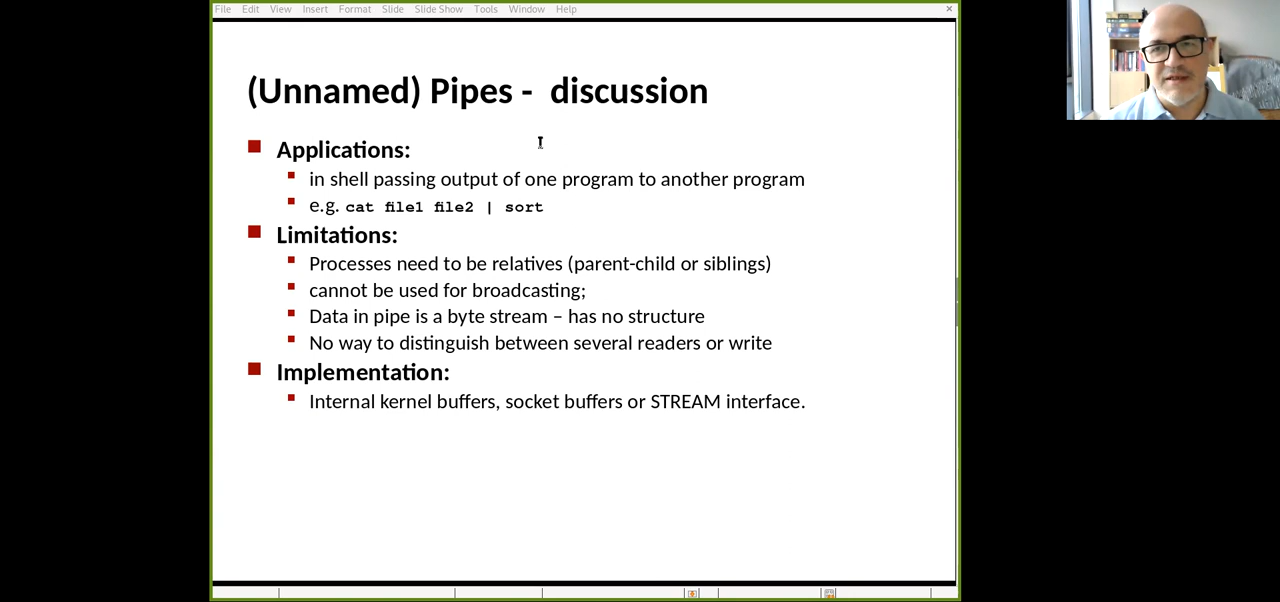 File Edit View Insert Format Slide Slide Show Tools Window Help ×
(Unnamed) Pipes - discussion
Applications:
in shell passing output of one program to another program
e.g. cat file1 file2 | sort
Limitations:
Processes need to be relatives (parent-child or siblings)
cannot be used for broadcasting;
Data in pipe is a byte stream – has no structure
No way to distinguish between several readers or write
Implementation:
Internal kernel buffers, socket buffers or STREAM interface.